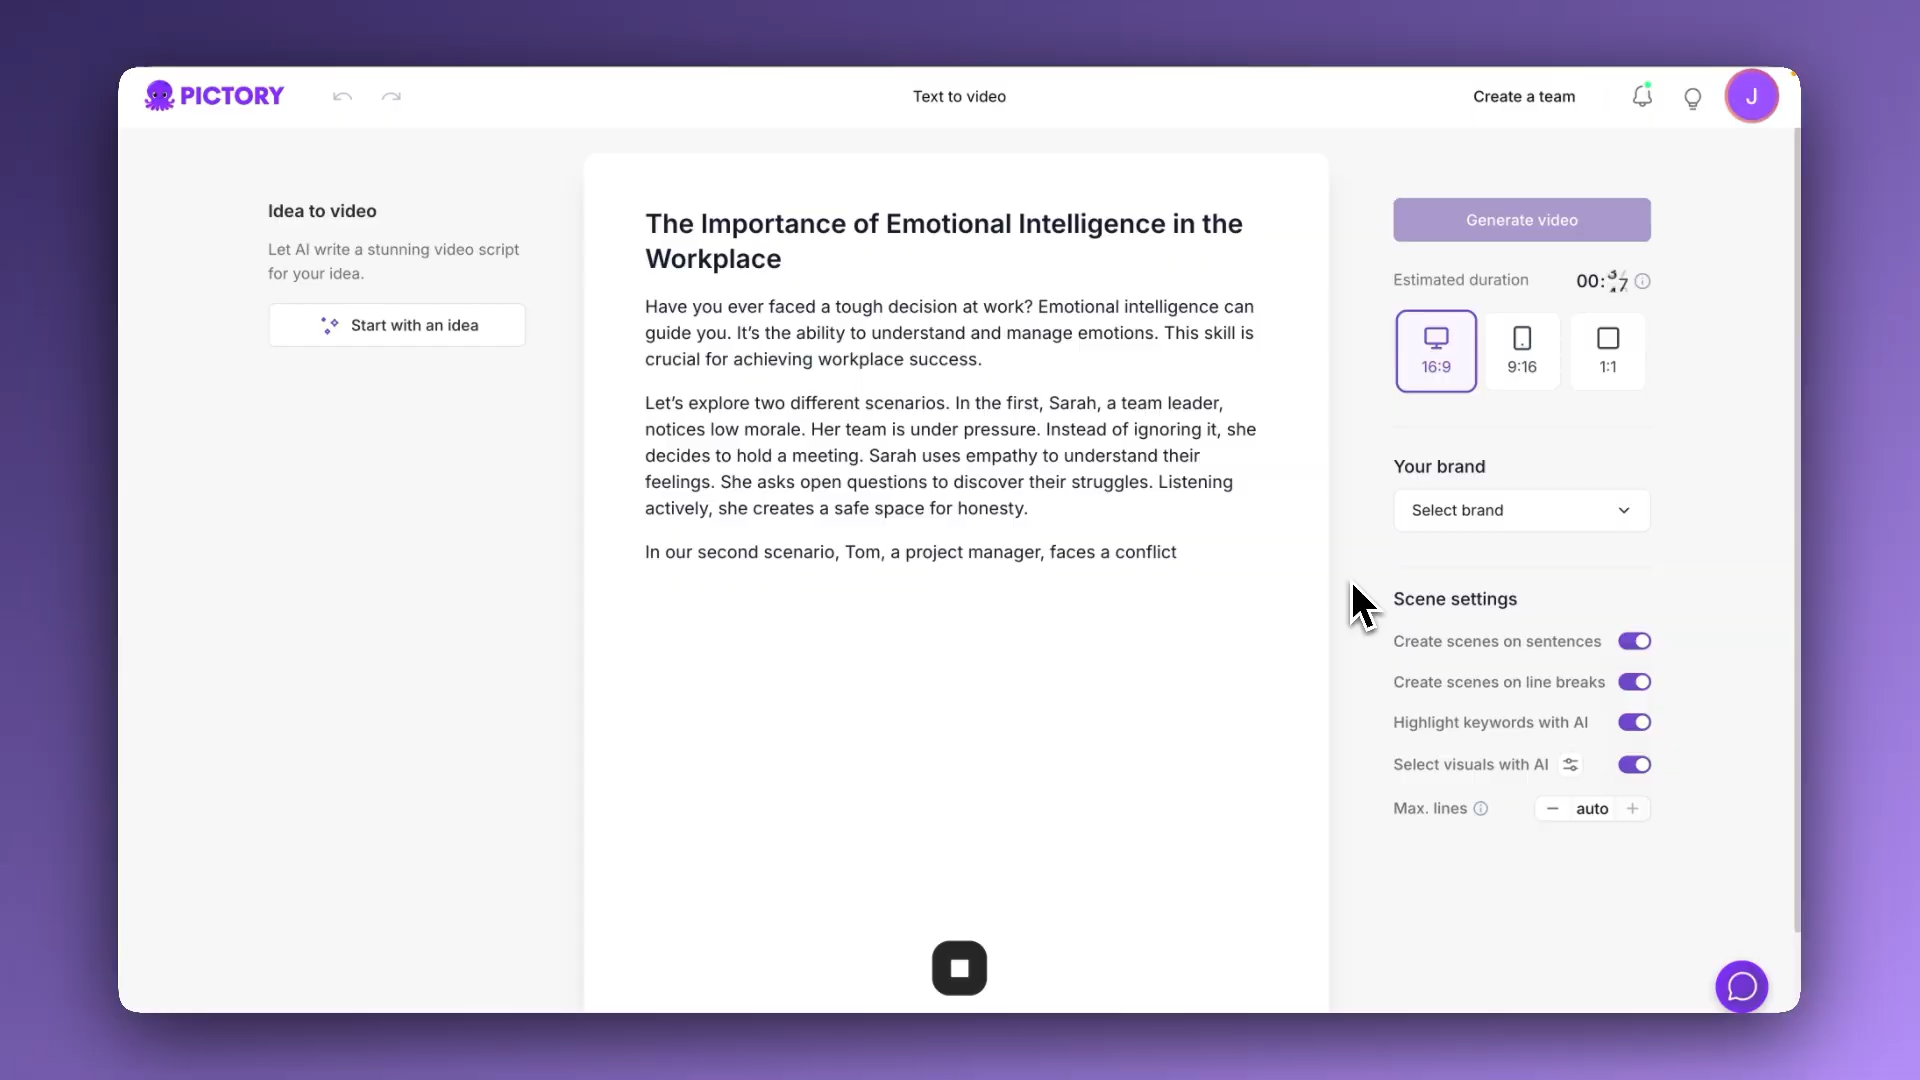 PICTORY
Text to video
Create a team
J
Idea to video
Let AI write a stunning video script
for your idea.
Start with an idea
The Importance of Emotional Intelligence in the
Workplace
Have you ever faced a tough decision at work? Emotional intelligence can
guide you. It’s the ability to understand and manage emotions. This skill is
crucial for achieving workplace success.
Let’s explore two different scenarios. In the first, Sarah, a team leader,
notices low morale. Her team is under pressure. Instead of ignoring it, she
decides to hold a meeting. Sarah uses empathy to understand their
feelings. She asks open questions to discover their struggles. Listening
actively, she creates a safe space for honesty.
In our second scenario, Tom, a project manager, faces a conflict
Generate video
Estimated duration 00:
16:9
9:16
1:1
Your brand
Select brand
Scene settings
Create scenes on sentences
Create scenes on line breaks
Highlight keywords with AI
Select visuals with AI
Max. lines
auto